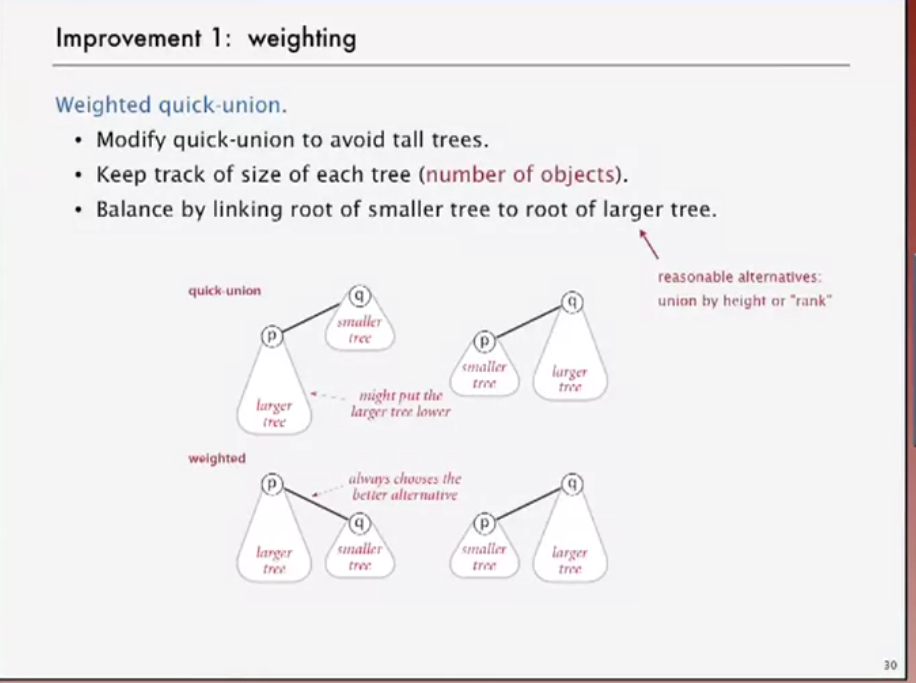 Improvement 1: weighting
Weighted quick-union.
• Modify quick-union to avoid tall trees.
• Keep track of size of each tree (number of objects).
• Balance by linking root of smaller tree to root of larger tree.
reasonable alternatives:
union by height or "rank"
quick-union
q
smaller
tree
p
larger
tree
might put the
larger tree lower
q
p
smaller
tree
larger
tree
weighted
p
always chooses the
better alternative
q
larger
tree
smaller
tree
q
p
smaller
tree
larger
tree
30